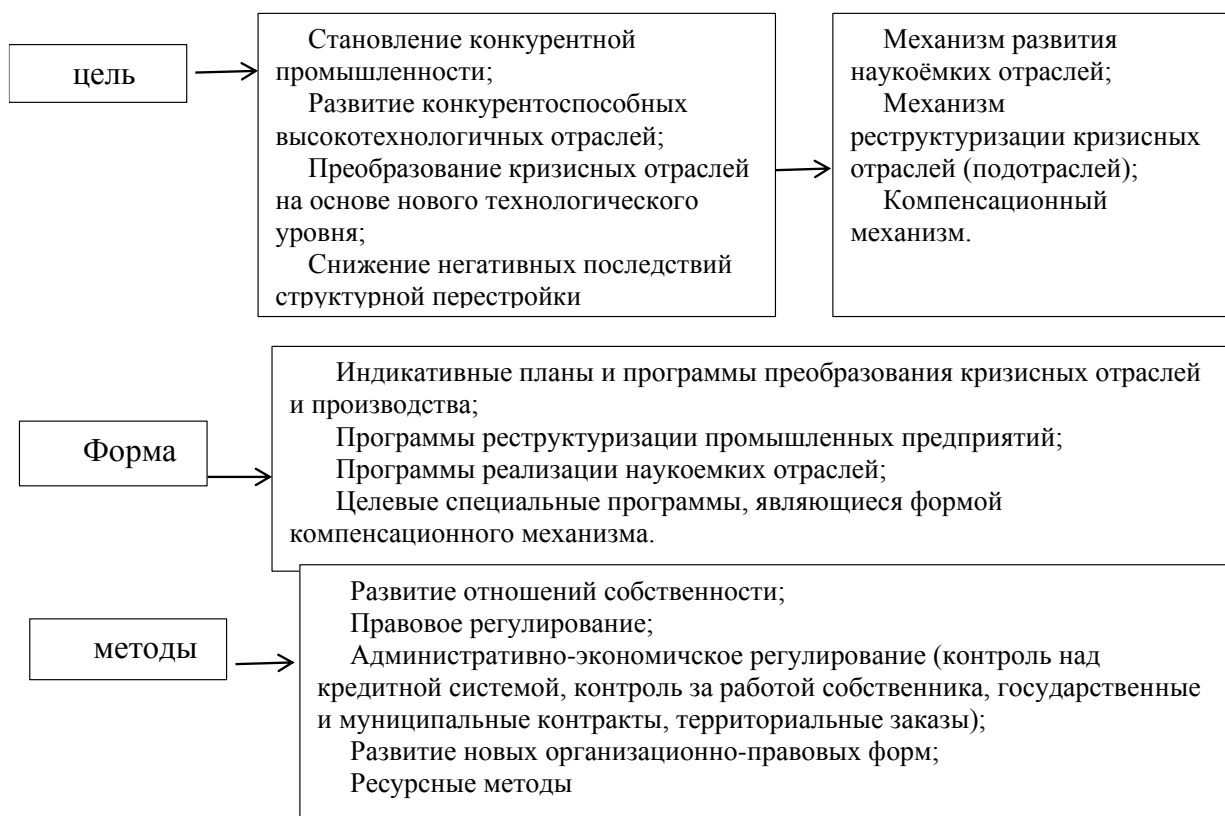 цель
Становление конкурентной
промышленности;
Развитие конкурентоспособных
высокотехнологичных отраслей;
Преобразование кризисных отраслей
на основе нового технологического
уровня;
Снижение негативных последствий
структурной перестройки
Механизм развития
наукоёмких отраслей;
Механизм
реструктуризации кризисных
отраслей (подотраслей);
Компенсационный
механизм.
Форма
Индикативные планы и программы преобразования кризисных отраслей
и производства;
Программы реструктуризации промышленных предприятий;
Программы реализации наукоемких отраслей;
Целевые специальные программы, являющиеся формой
компенсационного механизма.
методы
Развитие отношений собственности;
Правовое регулирование;
Административно-экономичское регулирование (контроль над
кредитной системой, контроль за работой собственника, государственные
и муниципальные контракты, территориальные заказы);
Развитие новых организационно-правовых форм;
Ресурсные методы